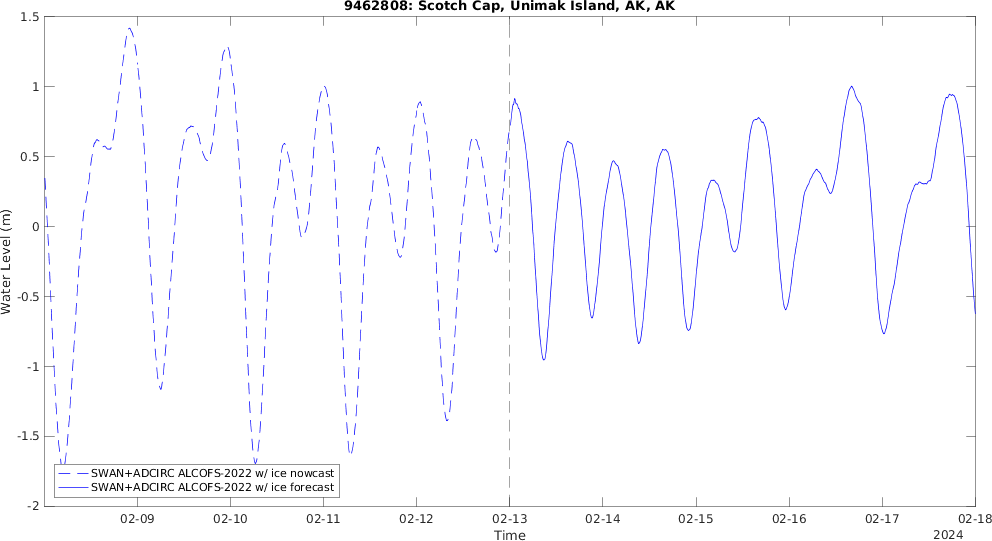 9462808: Scotch Cap, Unimak Island, AK, AK
Water Level (m)
1.5
1
0.5
0
-0.5
-1
-1.5
-2
SWAN+ADCIRC ALCOFS-2022 w/ ice nowcast
SWAN+ADCIRC ALCOFS-2022 w/ ice forecast
02-09 02-10 02-11 02-12 02-13 02-14 02-15 02-16 02-17 02-18
Time
2024